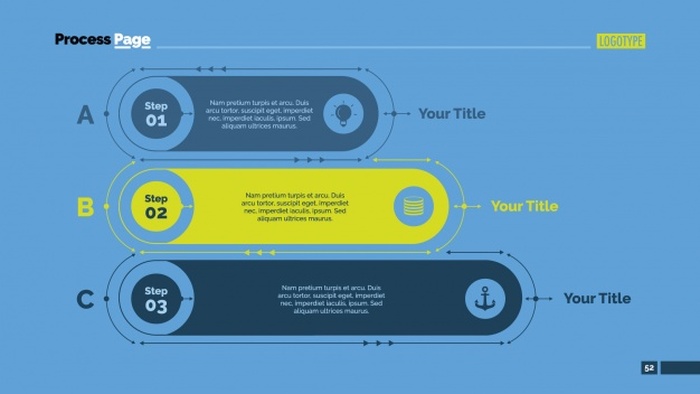 Process Page
LOGOTYPE
A
Step
01
Nam pretium turpis et arcu. Duis
arcu tortor, suscipit eget, imperdiet
nec, imperdiet iaculis, ipsum. Sed
aliquam ultrices maurus.
Your Title
B
Step
02
Nam pretium turpis et arcu. Duis
arcu tortor, suscipit eget, imperdiet
nec, imperdiet iaculis, ipsum. Sed
aliquam ultrices maurus.
Your Title
C
Step
03
Nam pretium turpis et arcu. Duis
arcu tortor, suscipit eget, imperdiet
nec, imperdiet iaculis, ipsum. Sed
aliquam ultrices maurus.
Your Title
52